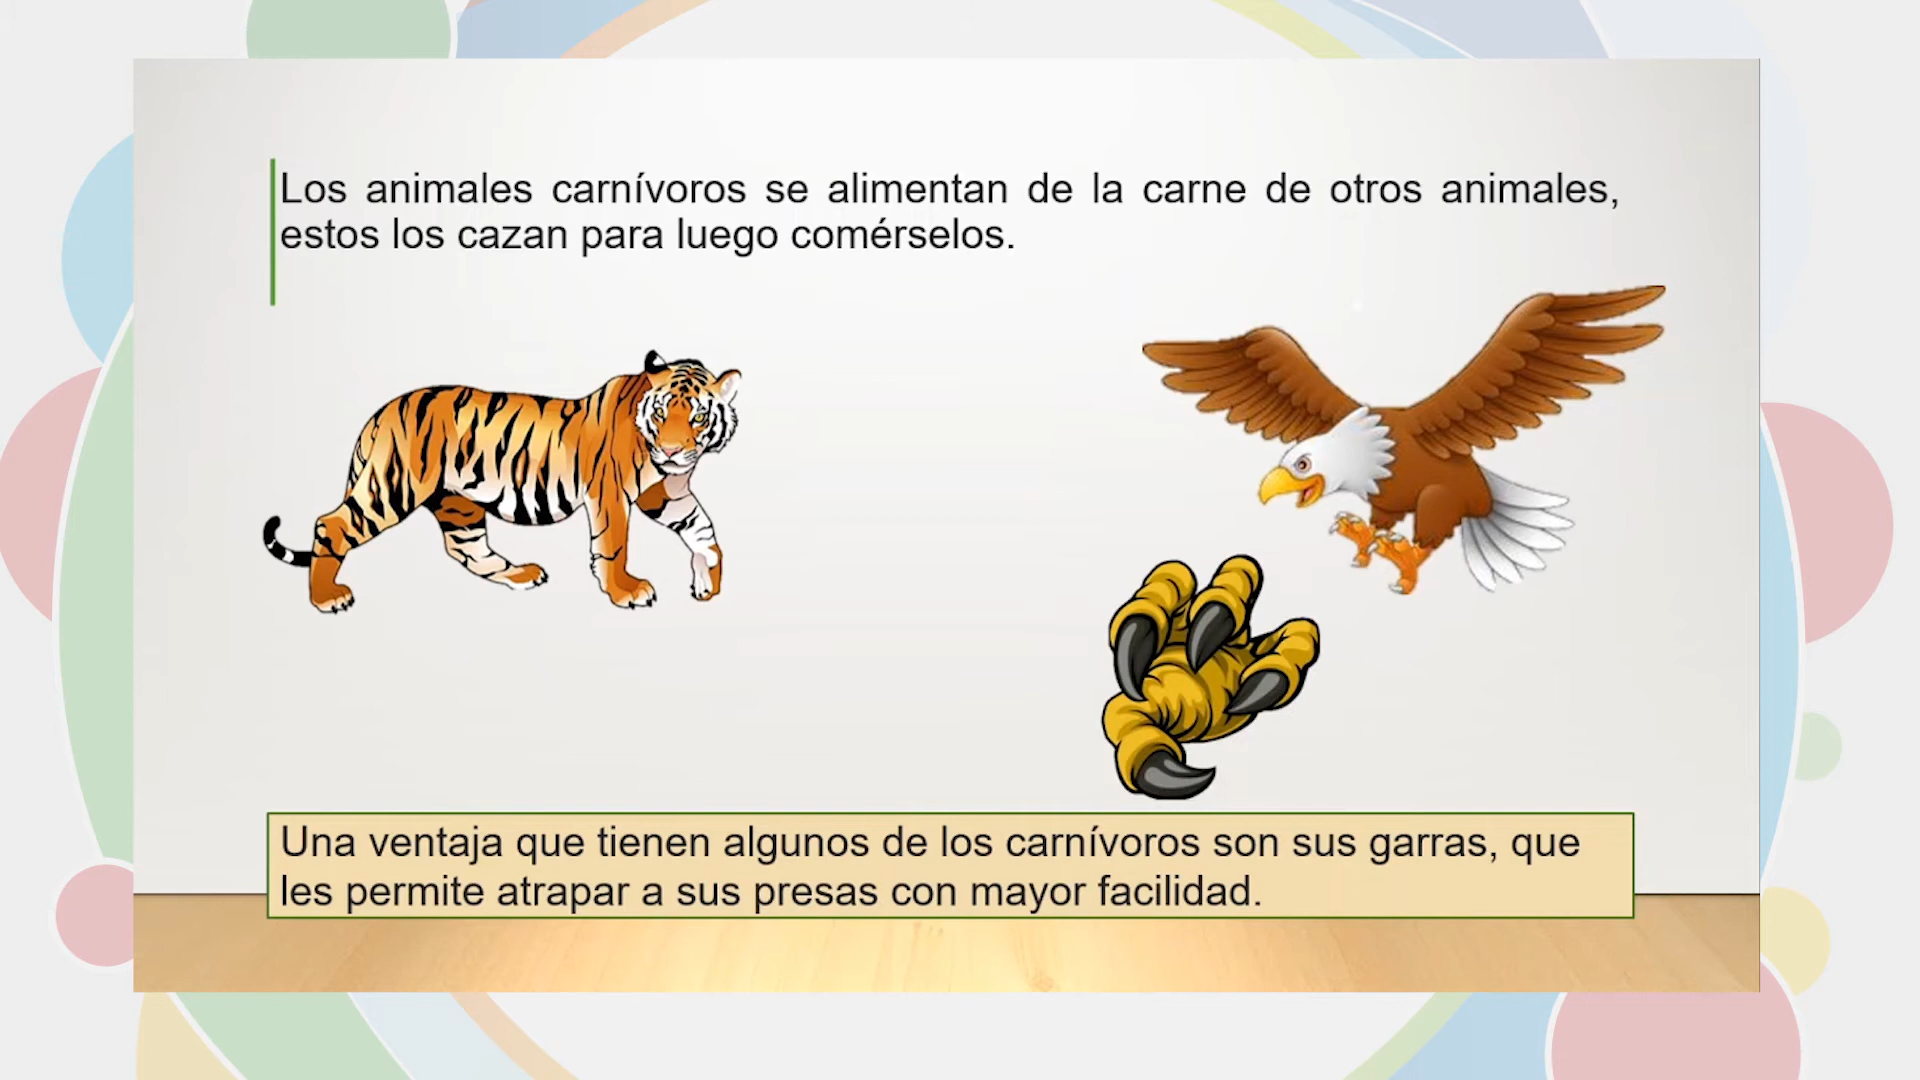 Los animales carnívoros se alimentan de la carne de otros animales,
estos los cazan para luego comérselos.
Una ventaja que tienen algunos de los carnívoros son sus garras, que
les permite atrapar a sus presas con mayor facilidad.